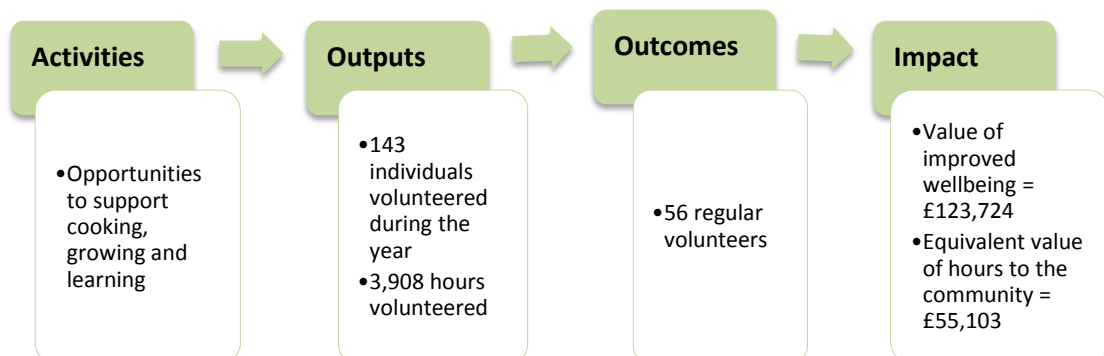 Activities
•Opportunities
to support
cooking,
growing and
learning
Outputs
•143
individuals
volunteered
during the
year
•3,908 hours
volunteered
Outcomes
•56 regular
volunteers
Impact
•Value of
improved
wellbeing =
£123,724
•Equivalent value
of hours to the
community =
£55,103